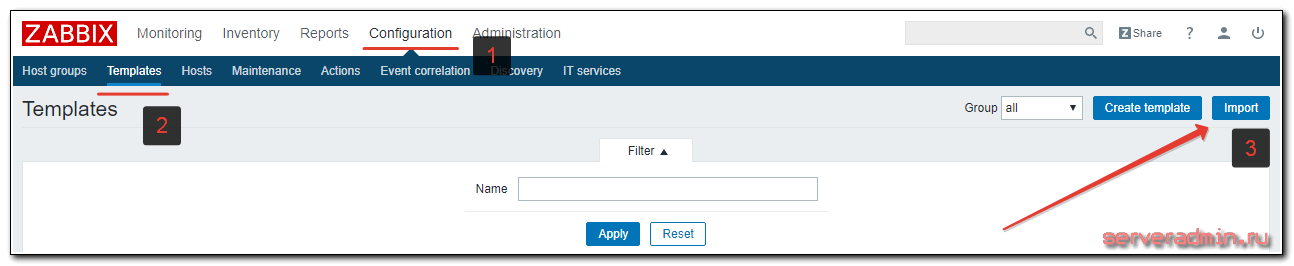 ZABBIX Monitoring Inventory Reports Configuration Administration Z Share ?
1
Host groups Templates Hosts Maintenance Actions Event correlation Discovery IT services
Templates Group all Create template Import
2
3
Filter
Name
Apply Reset
serveradmin.ru